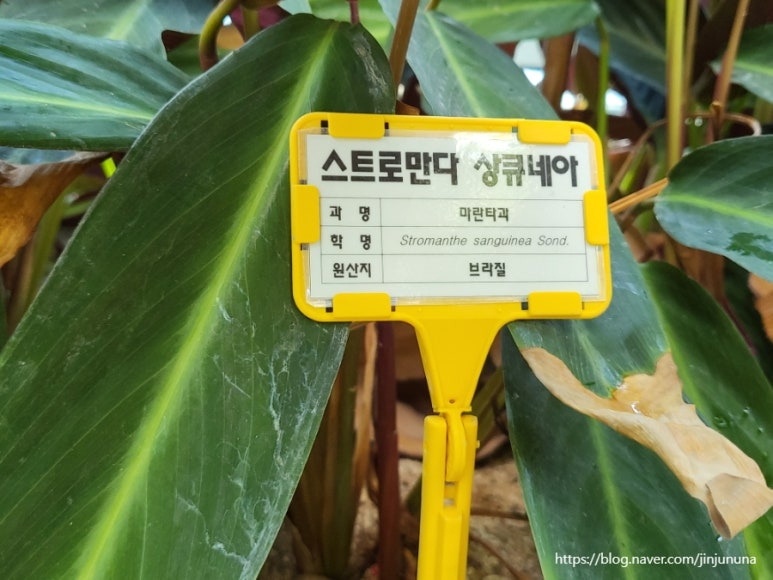 스트로만다 상큐네아
과 명 마란타과
학 명 Stromanthe sanguinea Sond.
원산지 브라질
https://blog.naver.com/jinjununa